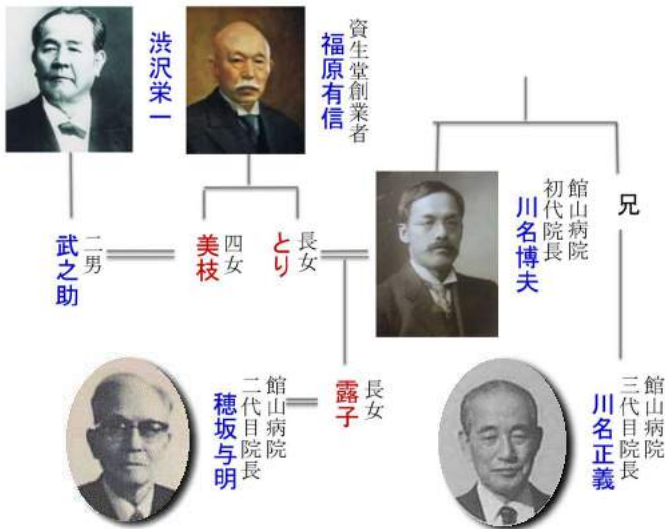 渋沢栄一
資生堂創業者
福原有信
館山病院
初代院長
川名博夫
兄
二男
武之助
四女
美枝
長女
とり
館山病院
二代目院長
穂坂与明
長女
露子
館山病院
三代目院長
川名正義